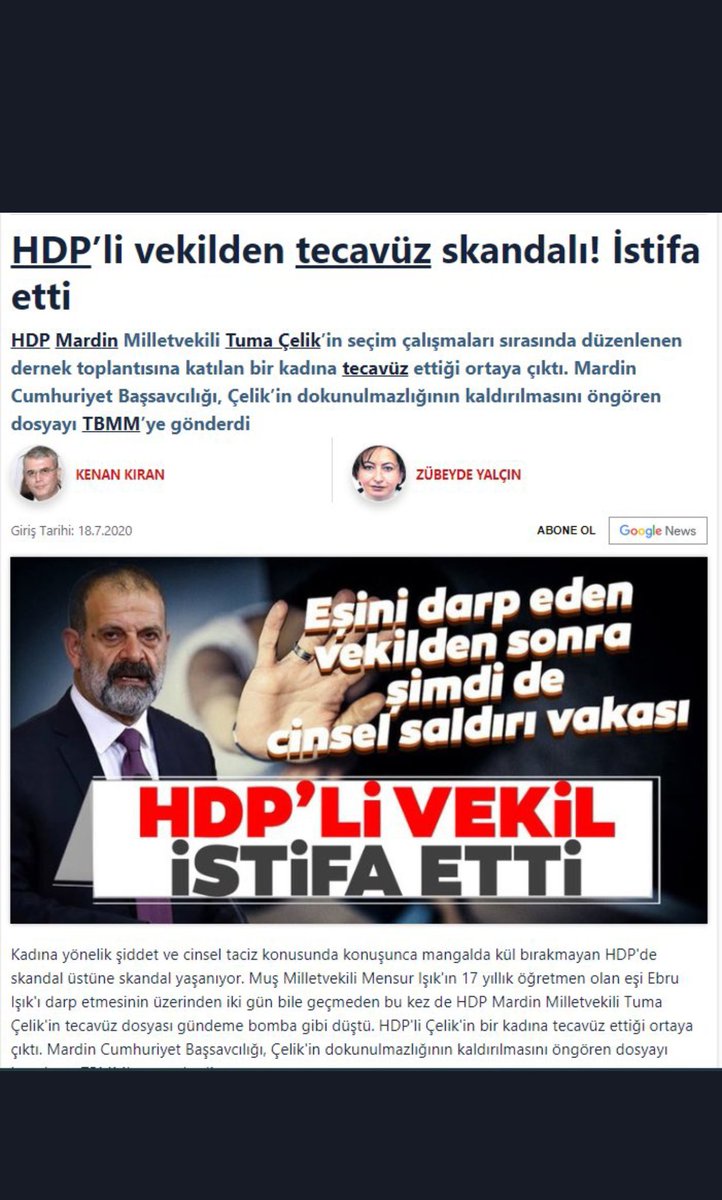 HDP'li vekilden tecavüz skandalı! İstifa
etti
HDP Mardin Milletvekili Tuma Çelik'in seçim çalışmaları sırasında düzenlenen
dernek toplantısına katılan bir kadına tecavüz ettiği ortaya çıktı. Mardin
Cumhuriyet Başsavcılığı, Çelik'in dokunulmazlığının kaldırılmasını öngören
dosyayı TBMM'ye gönderdi
KENAN KIRAN
ZÜBEYDE YALÇIN
Giriş Tarihi: 18.7.2020
ABONE OL
Google News
Eşini darp eden
vekilden sonra
şimdi de
cinsel saldırı vakası
HDP'Lİ VEKİL
İSTİFA ETTİ
Kadına yönelik şiddet ve cinsel taciz konusunda konuşunca mangalda kül bırakmayan HDP'de
skandal üstüne skandal yaşanıyor. Muş Milletvekili Mensur Işık'ın 17 yıllık öğretmen olan eşi Ebru
Işık'ı darp etmesinin üzerinden iki gün bile geçmeden bu kez de HDP Mardin Milletvekili Tuma
Çelik'in tecavüz dosyası gündeme bomba gibi düştü. HDP'li Çelik'in bir kadına tecavüz ettiği ortaya
çıktı. Mardin Cumhuriyet Başsavcılığı, Çelik'in dokunulmazlığının kaldırılmasını öngören dosyayı